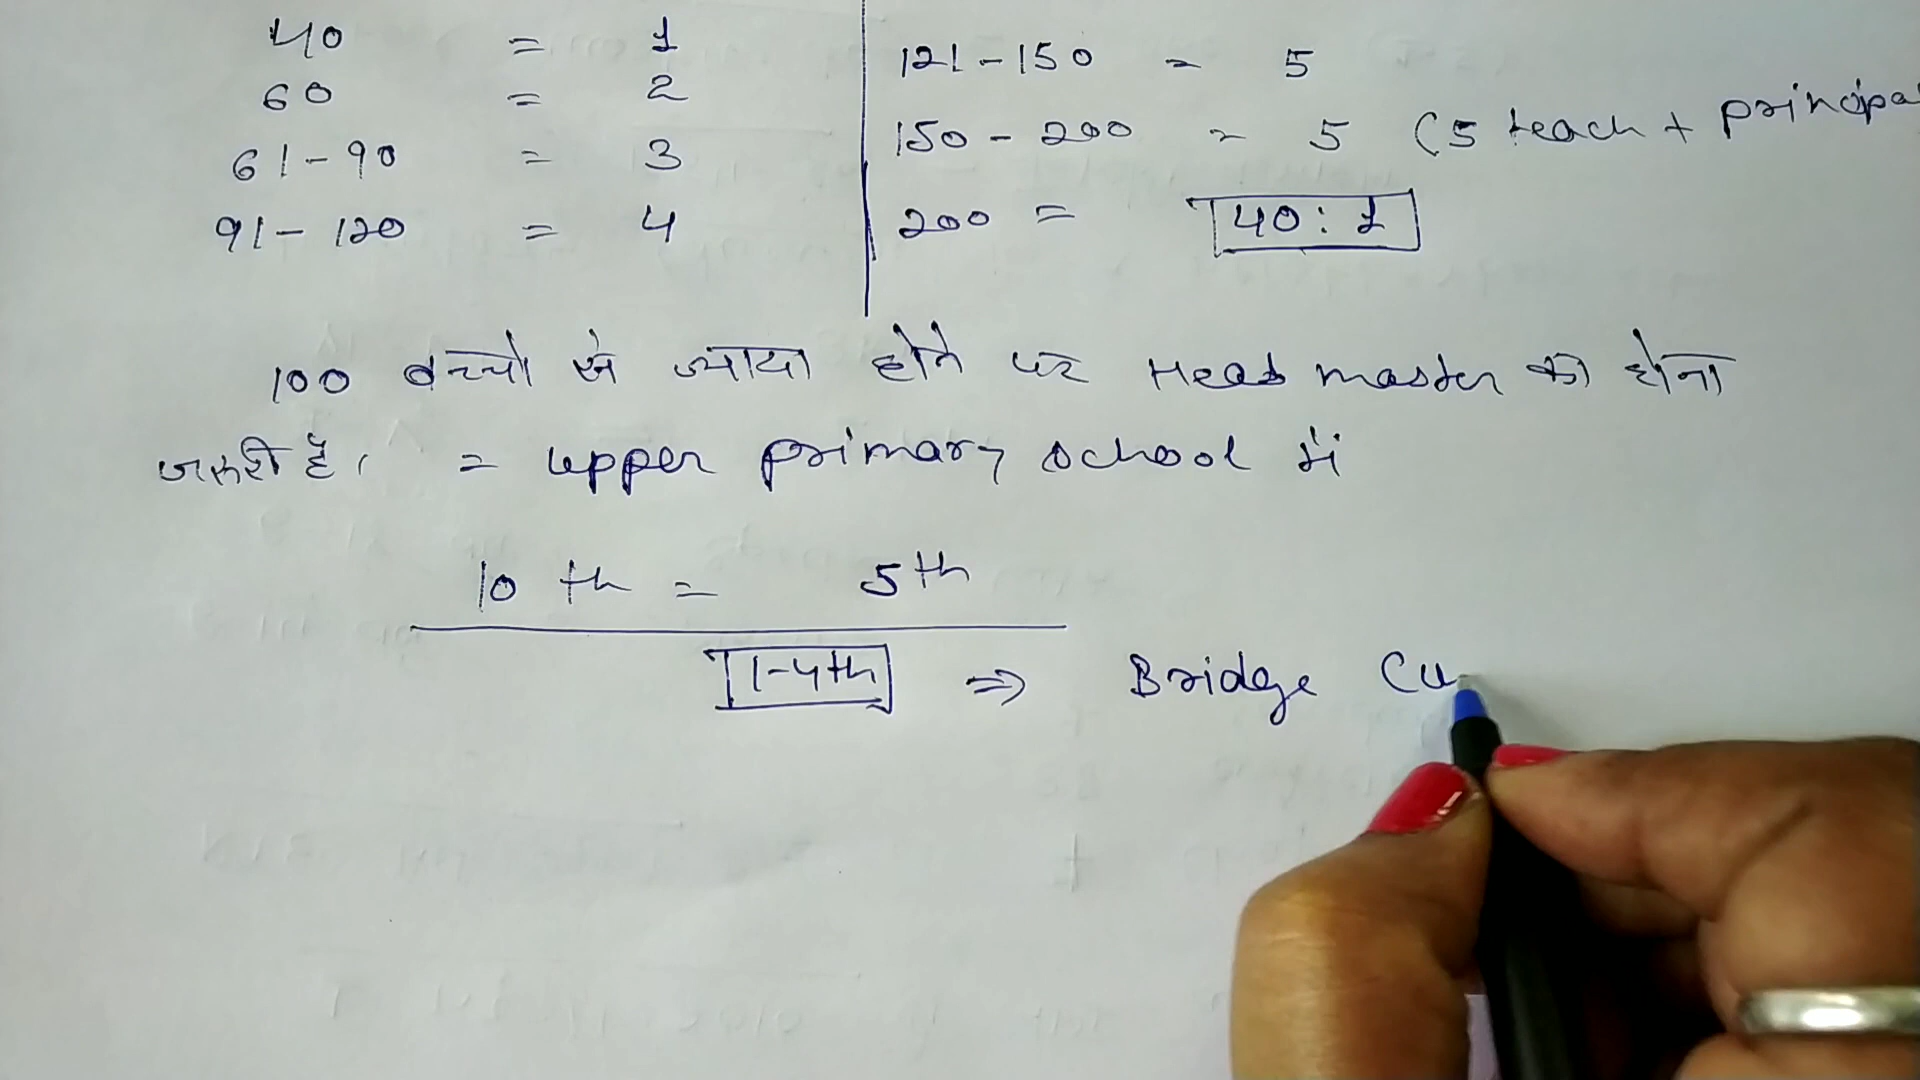 40 = 1
60 = 2
61-90 = 3
91-120 = 4
121-150 = 5
150-200 = 5 (5 teach + principal
200 = 40:1
100 बच्चो से ज्यादा होने पर Head master का होना
जरूरी है। = upper primary school में
10 th = 5th
1-4th ⇒ Bridge Cu